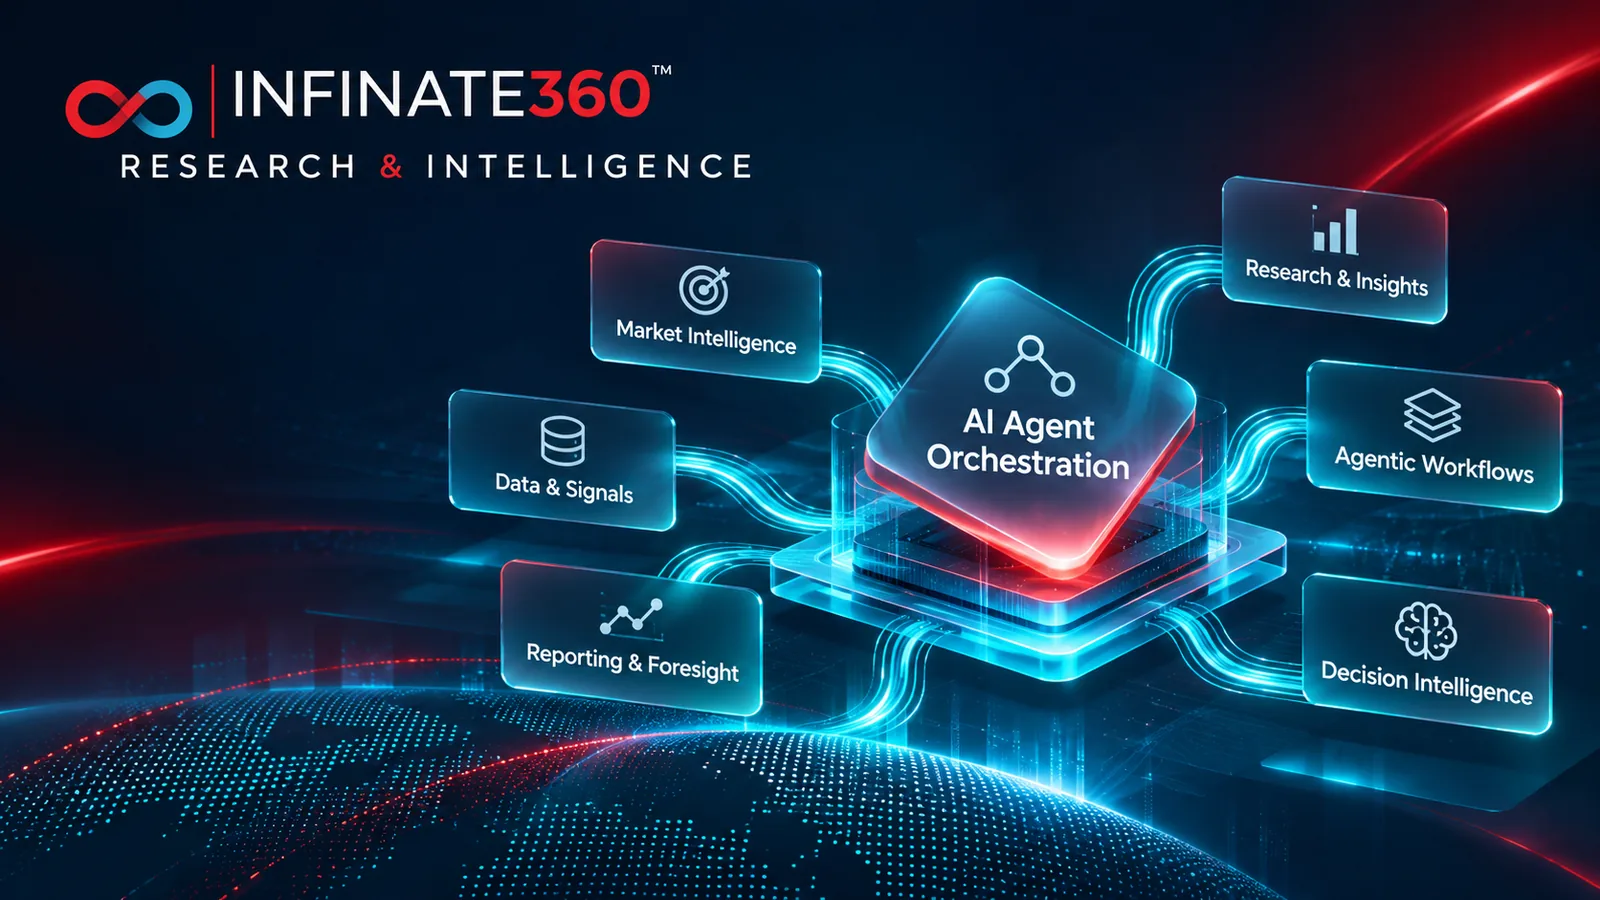 INFINATE360™
RESEARCH & INTELLIGENCE
Market Intelligence
Data & Signals
Reporting & Foresight
AI Agent
Orchestration
Research & Insights
Agentic Workflows
Decision Intelligence